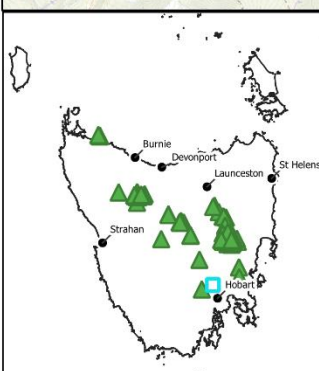 Burnie
Devonport
Launceston
St Helens
Strahan
Hobart